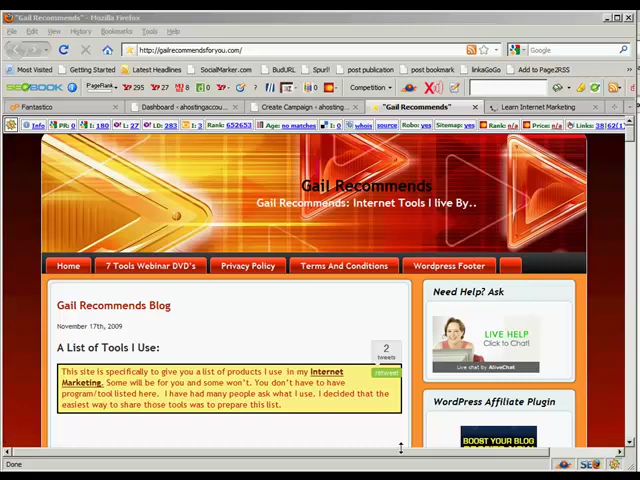 "Gail Recommends" - Mozilla Firefox
File Edit View History Bookmarks Tools Help
http://gailrecommendsforyou.com/
Google
Most Visited Getting Started Latest Headlines SocialMarker.com BudURL Spurl! post publication post bookmark linkaGoGo Add to Page2RSS
SEOBOOK PageRank 295 27 Competition
Fantastico Dashboard ‹ ahostingaccou... Create Campaign ‹ ahosting... "Gail Recommends" Learn Internet Marketing
Info PR: 0 I: 180 L: 27 LD: 283 I: 3 Rank: 652653 Age: no matches I: 0 whois source Robo: yes Sitemap: yes Rank: n/a Price: n/a Links: 38
Gail Recommends
Gail Recommends: Internet Tools I live By..
Home 7 Tools Webinar DVD's Privacy Policy Terms And Conditions Wordpress Footer
Gail Recommends Blog
November 17th, 2009
A List of Tools I Use:
2
tweets
retweet
This site is specifically to give you a list of products I use in my Internet
Marketing. Some will be for you and some won't. You don't have to have
program/tool listed here. I have had many people ask what I use. I decided that the
easiest way to share those tools was to prepare this list.
Need Help? Ask
LIVE HELP
Click to Chat!
Live chat by AliveChat
WordPress Affiliate Plugin
BOOST YOUR BLOG
Done
SEO